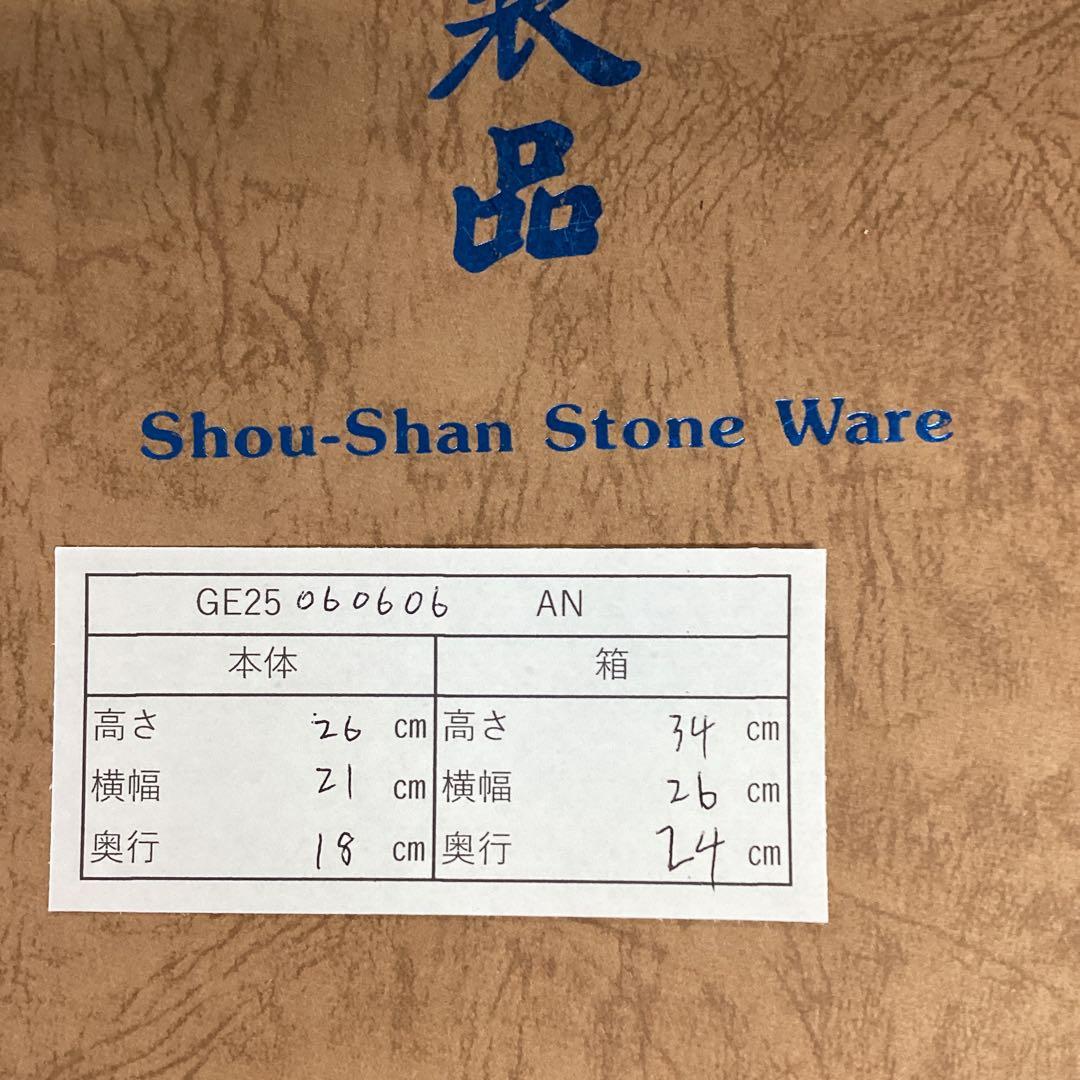 製
品
Shou-Shan Stone Ware
GE25 060606 AN
本体 箱
高さ 26 cm 高さ 34 cm
横幅 21 cm 横幅 26 cm
奥行 18 cm 奥行 24 cm